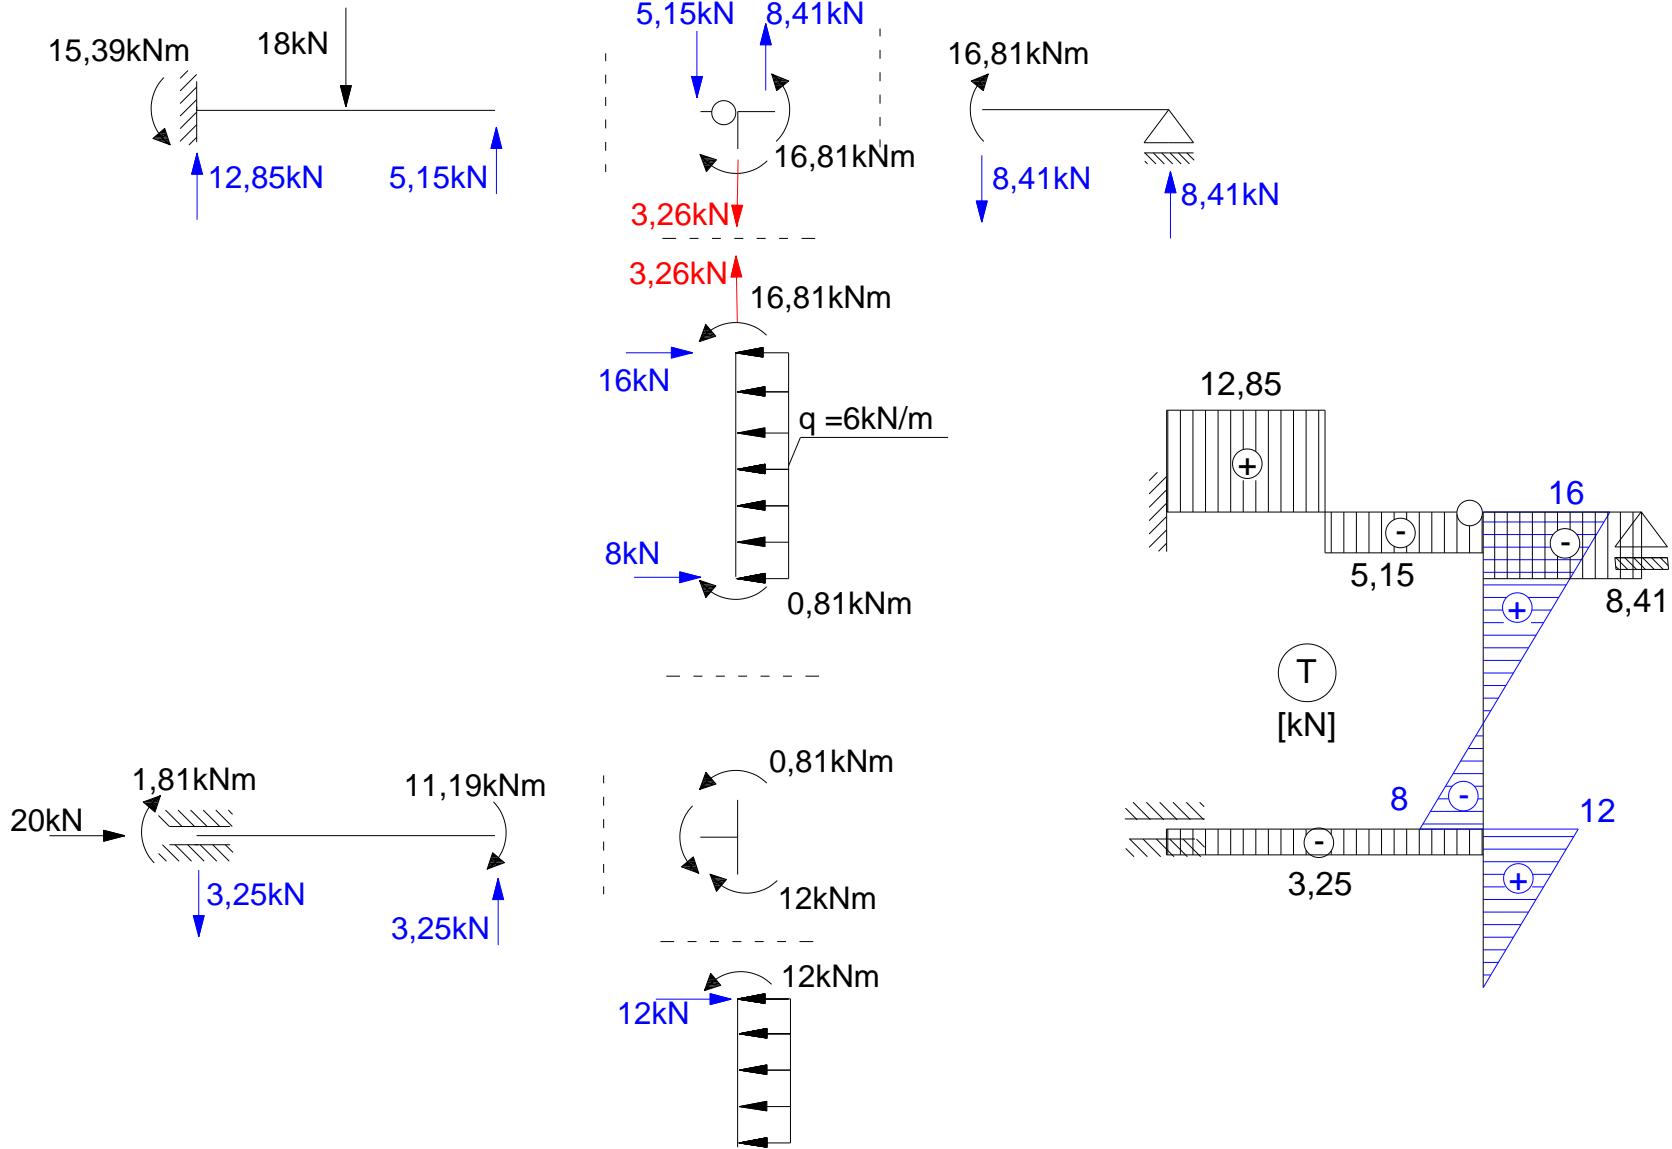 5,15kN
8,41kN
15,39kNm
18kN
16,81kNm
16,81kNm
12,85kN
5,15kN
8,41kN
8,41kN
3,26kN
3,26kN
16,81kNm
16kN
12,85
q =6kN/m
+
16
-
-
8kN
5,15
0,81kNm
8,41
+
T
[kN]
0,81kNm
1,81kNm
11,19kNm
8
-
12
20kN
-
3,25kN
12kNm
3,25
+
3,25kN
12kNm
12kN